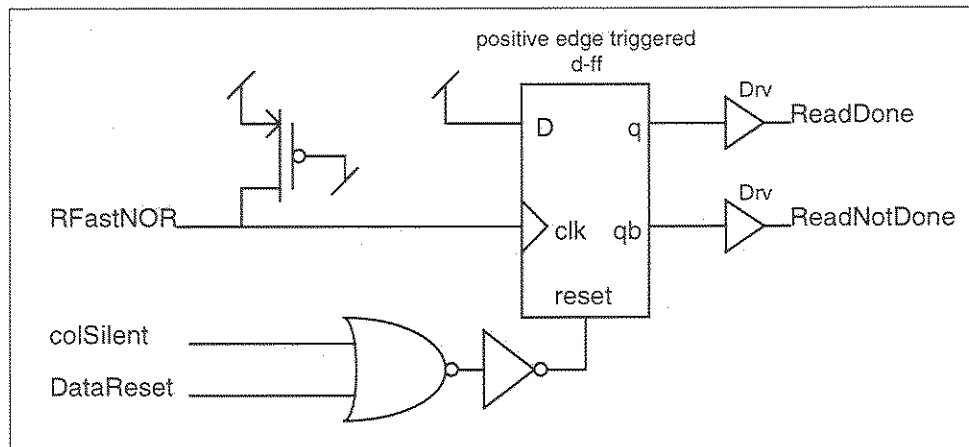 positive edge triggered
d-ff
Drv
ReadDone
D
q
Drv
RFastNOR
clk
qb
ReadNotDone
reset
colSilent
DataReset